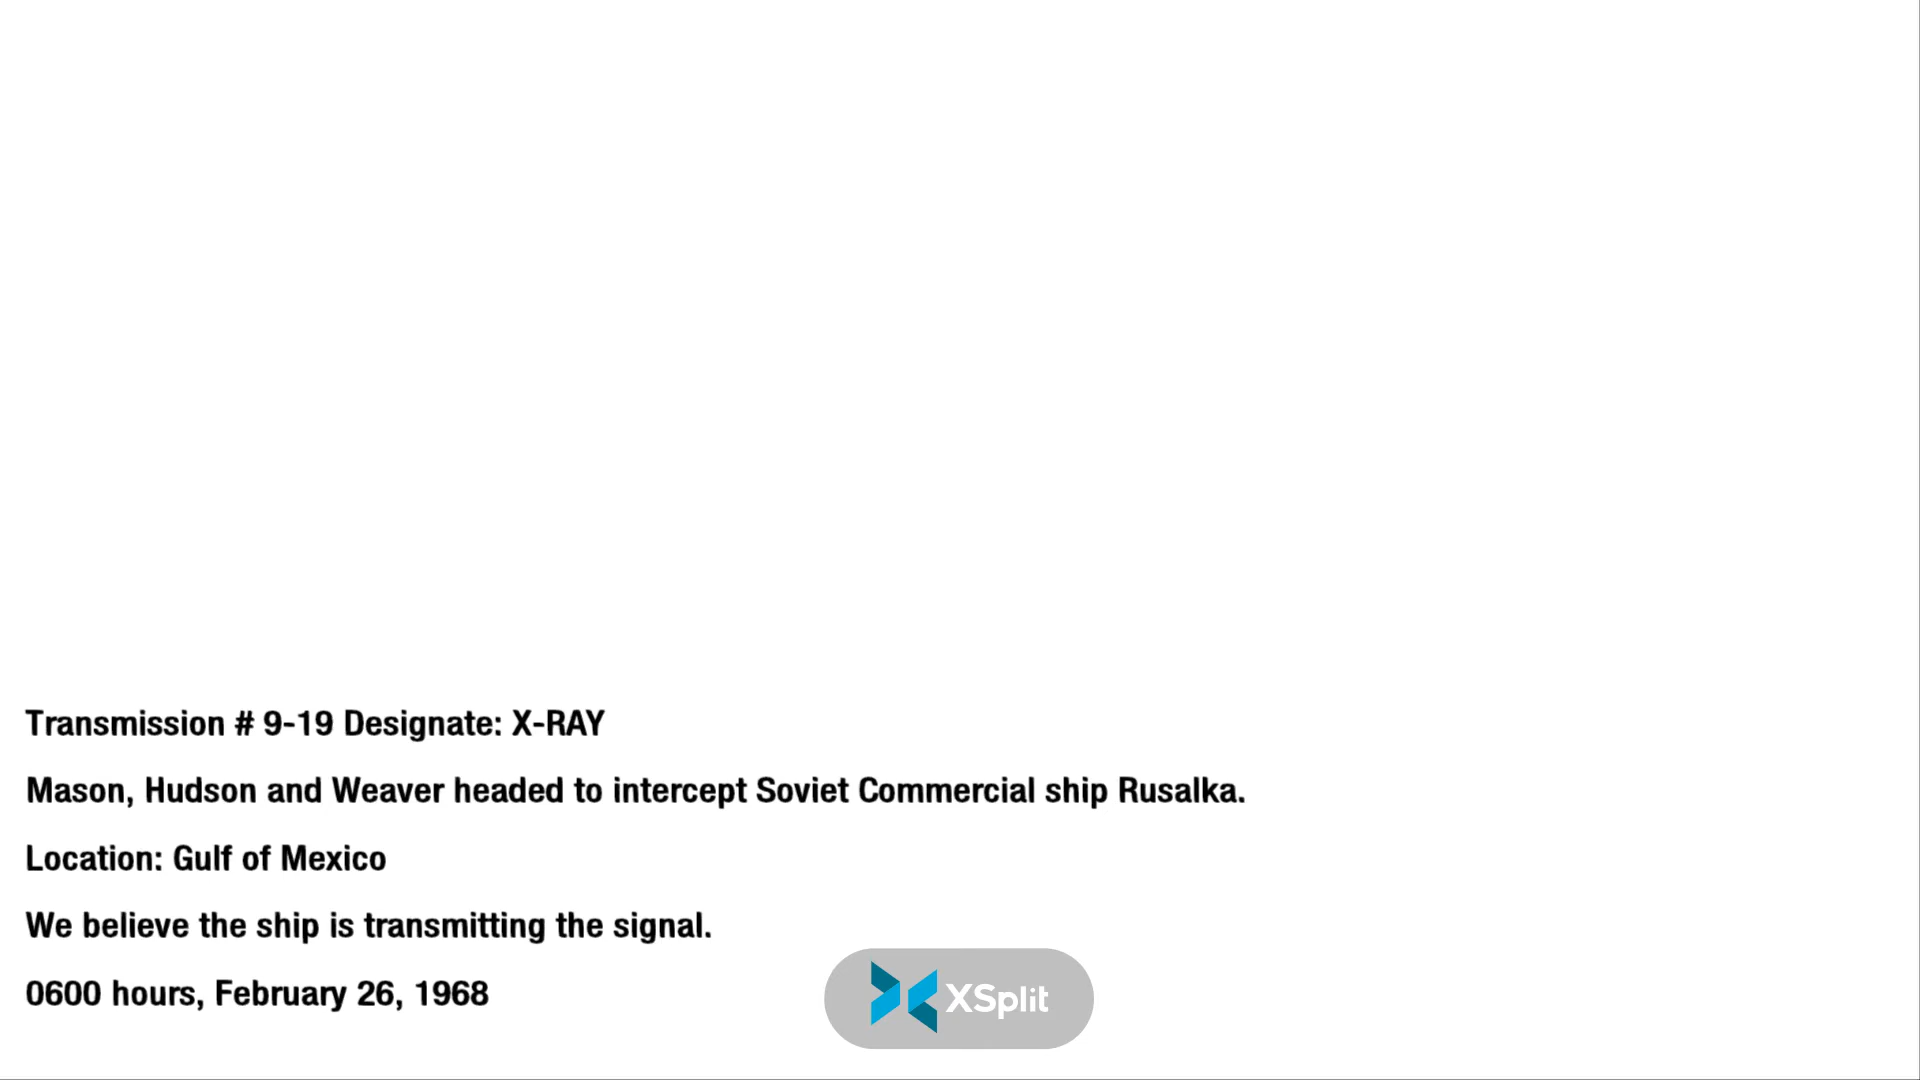 Transmission # 9-19 Designate: X-RAY
Mason, Hudson and Weaver headed to intercept Soviet Commercial ship Rusalka.
Location: Gulf of Mexico
We believe the ship is transmitting the signal.
0600 hours, February 26, 1968
XSplit